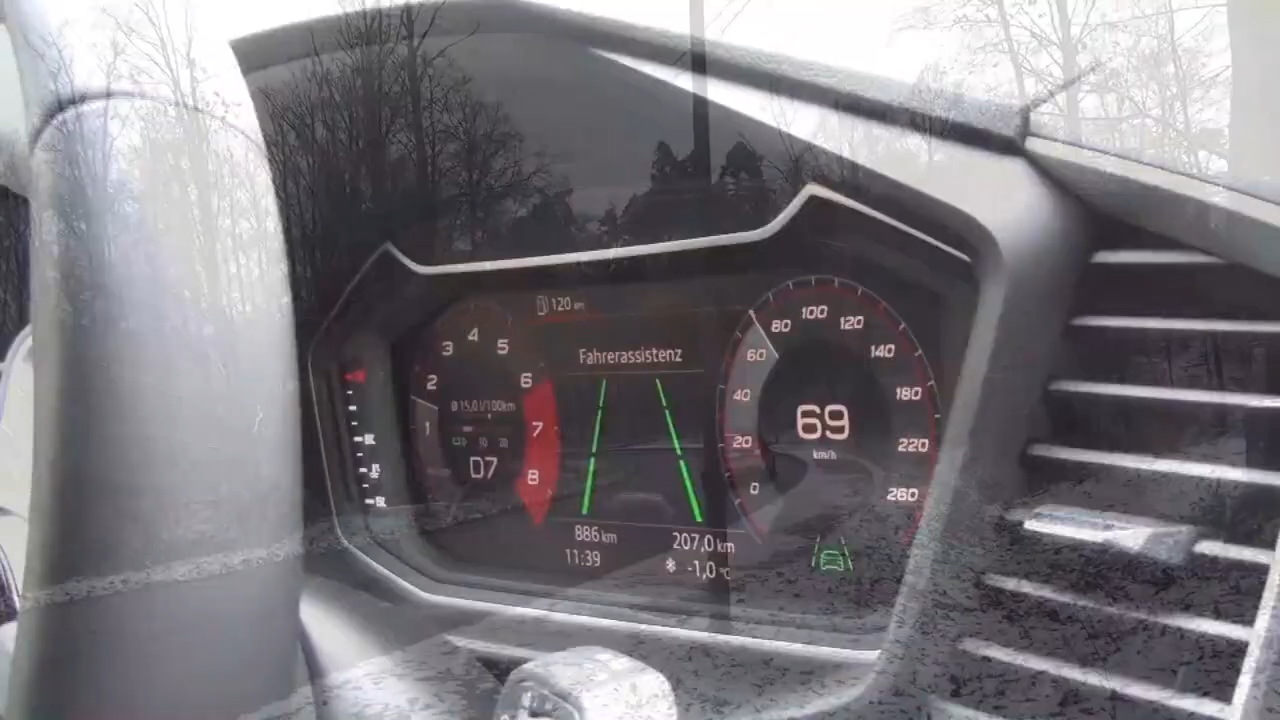 120 km
Fahrerassistenz
1
2
3
4
5
6
7
8
Ø 15,0 l/100km
D7
0
20
40
60
80
100
120
140
180
220
260
69
km/h
886 km
207,0 km
11:39
-1,0 °C